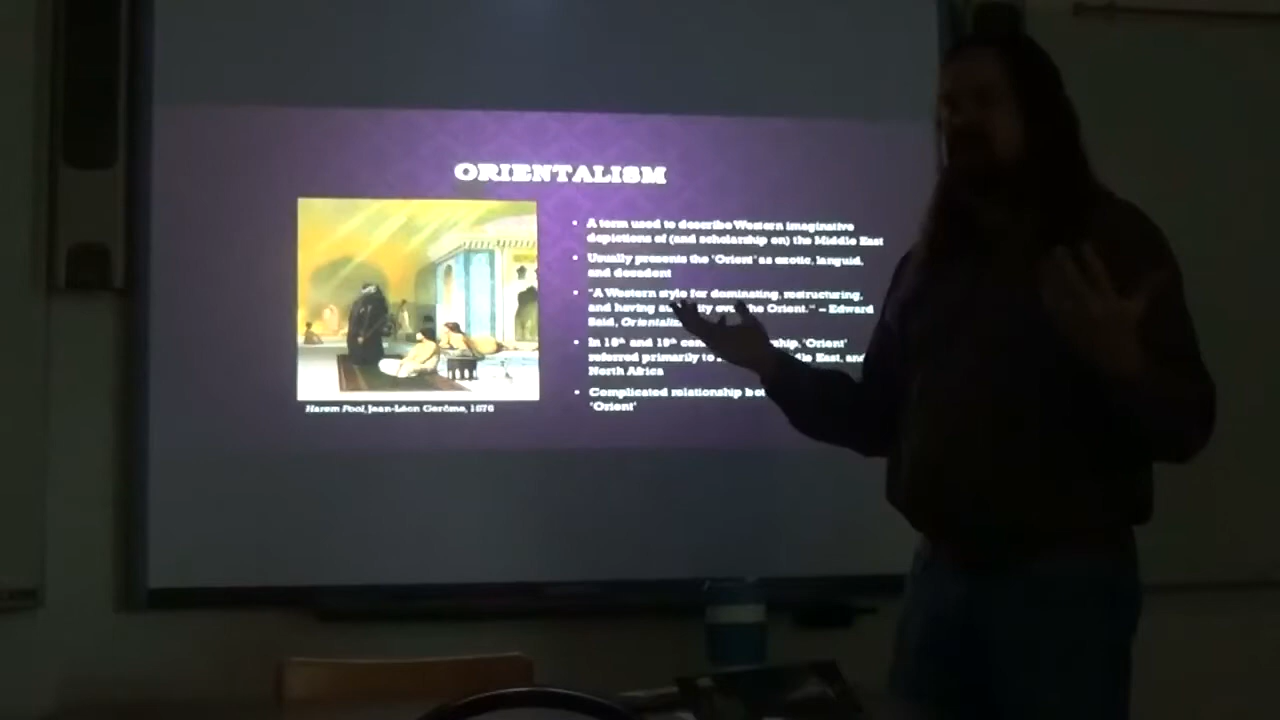 ORIENTALISM
A term used to describe Western imaginative
depictions of (and scholarship on) the Middle East
Usually presents the 'Orient' as exotic, languid,
and decadent
"A Western style for dominating, restructuring,
and having over the Orient." – Edward
Said,
In 18th and 19th 'Orient'
referred primarily to East, and
North Africa
Complicated relationship
'Orient'
Harem Pool, Jean-Léon Gerôme, 1876